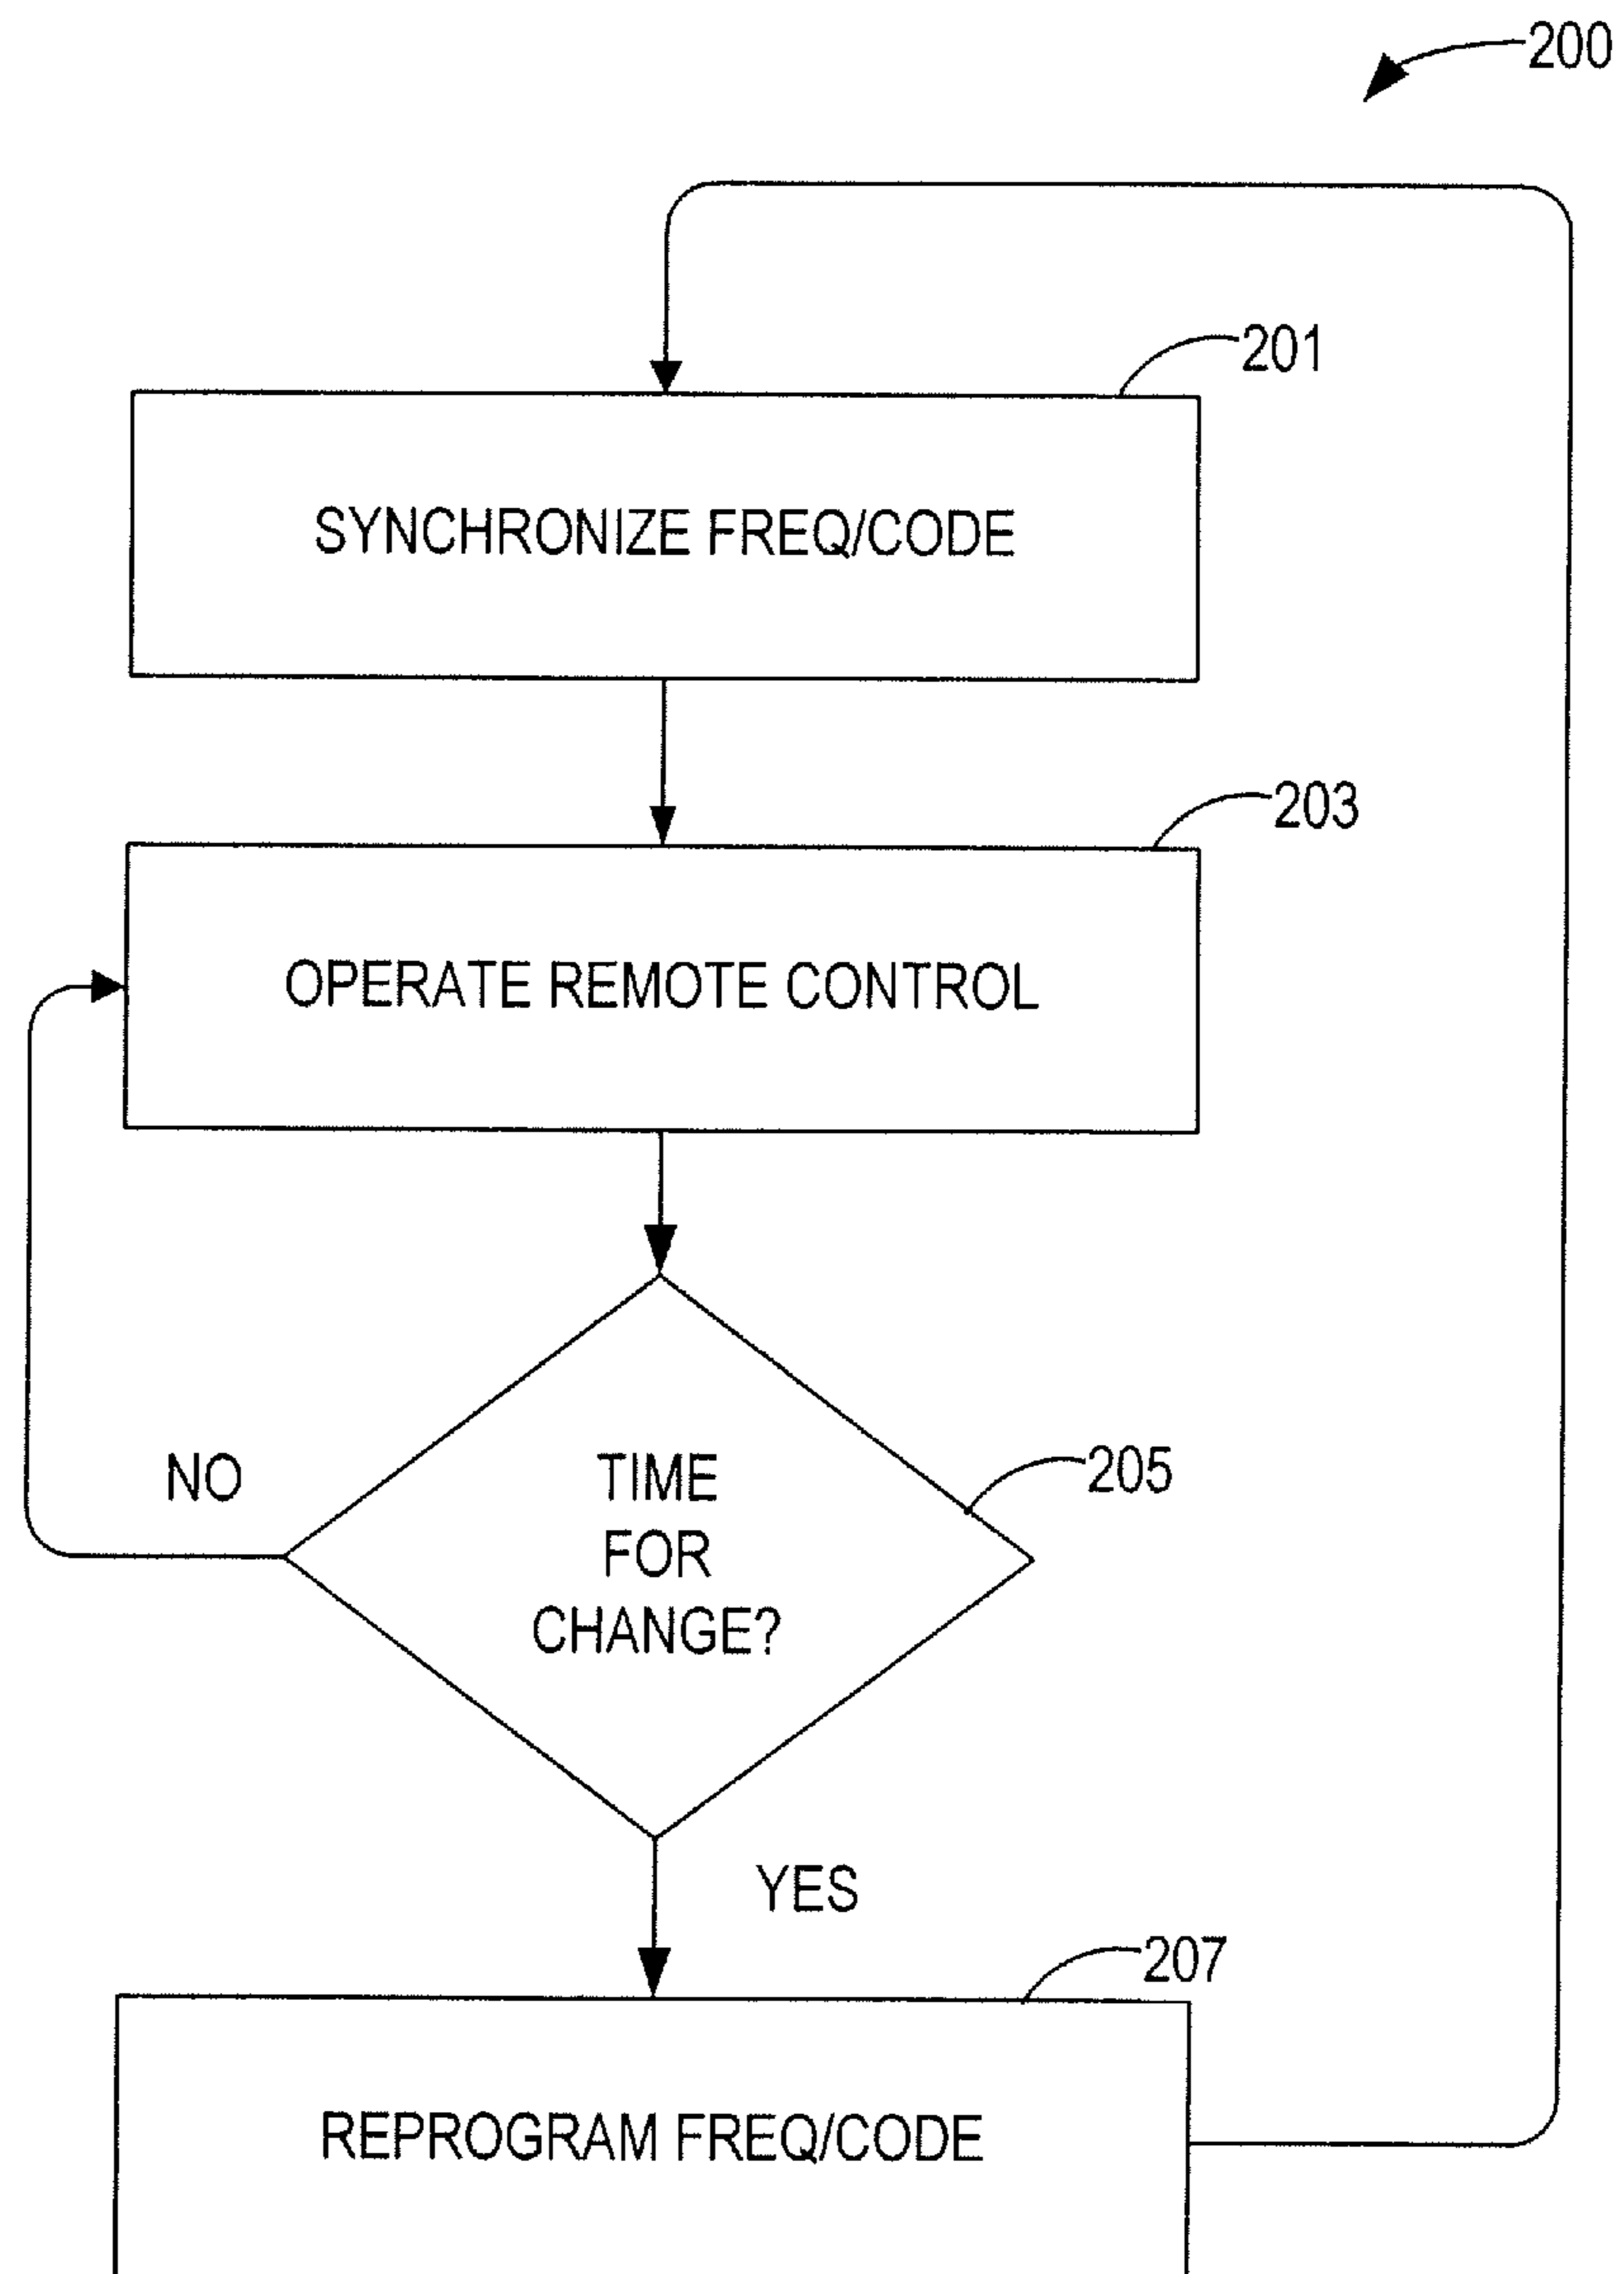 200
201
SYNCHRONIZE FREQ/CODE
203
OPERATE REMOTE CONTROL
NO
TIME
FOR
CHANGE?
205
YES
207
REPROGRAM FREQ/CODE